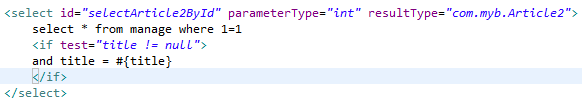 <select id="selectArticle2ById" parameterType="int" resultType="com.myb.Article2">
select * from manage where 1=1
<if test="title != null">
and title = #{title}
</if>
</select>